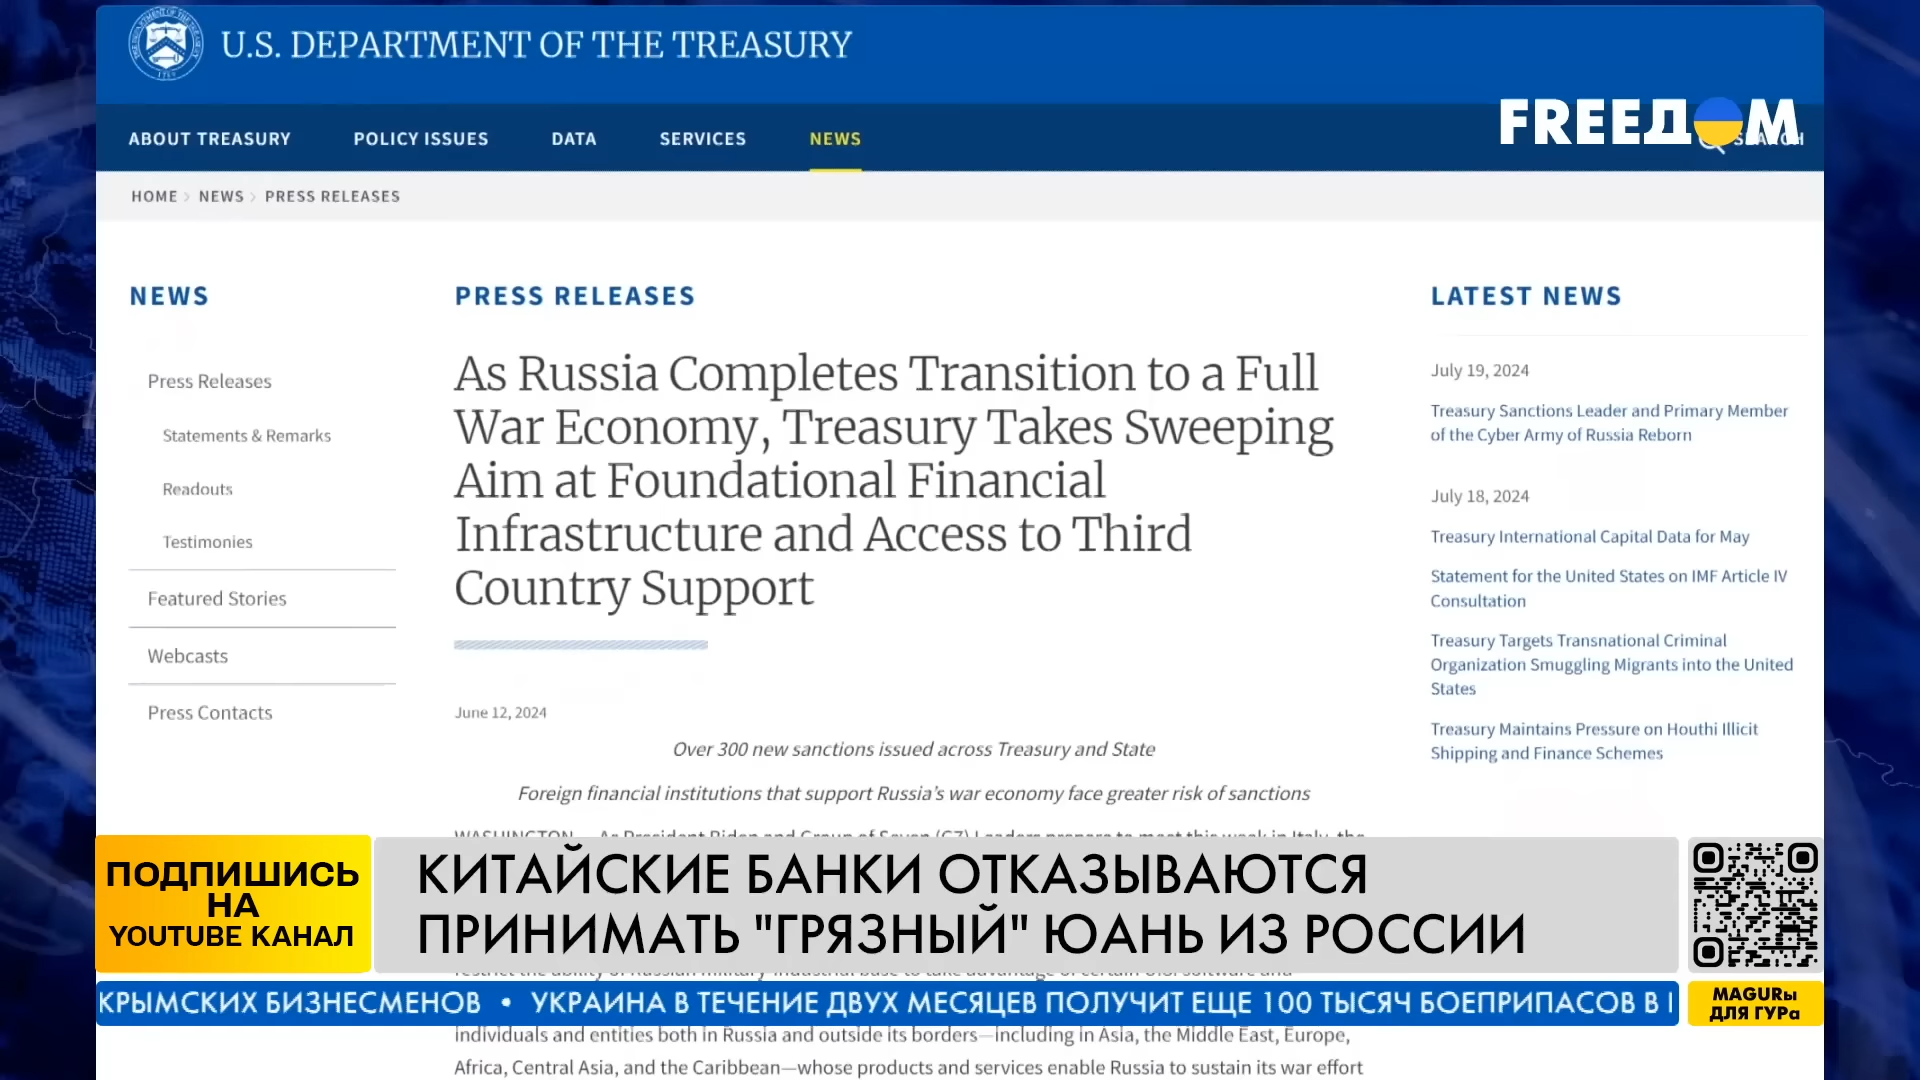 U.S. DEPARTMENT OF THE TREASURY
FREEДОМ
ABOUT TREASURY POLICY ISSUES DATA SERVICES NEWS SEARCH
HOME > NEWS > PRESS RELEASES
NEWS
Press Releases
Statements & Remarks
Readouts
Testimonies
Featured Stories
Webcasts
Press Contacts
PRESS RELEASES
As Russia Completes Transition to a Full
War Economy, Treasury Takes Sweeping
Aim at Foundational Financial
Infrastructure and Access to Third
Country Support
June 12, 2024
Over 300 new sanctions issued across Treasury and State
Foreign financial institutions that support Russia's war economy face greater risk of sanctions
individuals and entities both in Russia and outside its borders—including in Asia, the Middle East, Europe,
Africa, Central Asia, and the Caribbean—whose products and services enable Russia to sustain its war effort
LATEST NEWS
July 19, 2024
Treasury Sanctions Leader and Primary Member
of the Cyber Army of Russia Reborn
July 18, 2024
Treasury International Capital Data for May
Statement for the United States on IMF Article IV
Consultation
Treasury Targets Transnational Criminal
Organization Smuggling Migrants into the United
States
Treasury Maintains Pressure on Houthi Illicit
Shipping and Finance Schemes
ПОДПИШИСЬ
НА
YOUTUBE КАНАЛ
КИТАЙСКИЕ БАНКИ ОТКАЗЫВАЮТСЯ
ПРИНИМАТЬ "ГРЯЗНЫЙ" ЮАНЬ ИЗ РОССИИ
КРЫМСКИХ БИЗНЕСМЕНОВ • УКРАИНА В ТЕЧЕНИЕ ДВУХ МЕСЯЦЕВ ПОЛУЧИТ ЕЩЕ 100 ТЫСЯЧ БОЕПРИПАСОВ В
MAGURы
ДЛЯ ГУРа